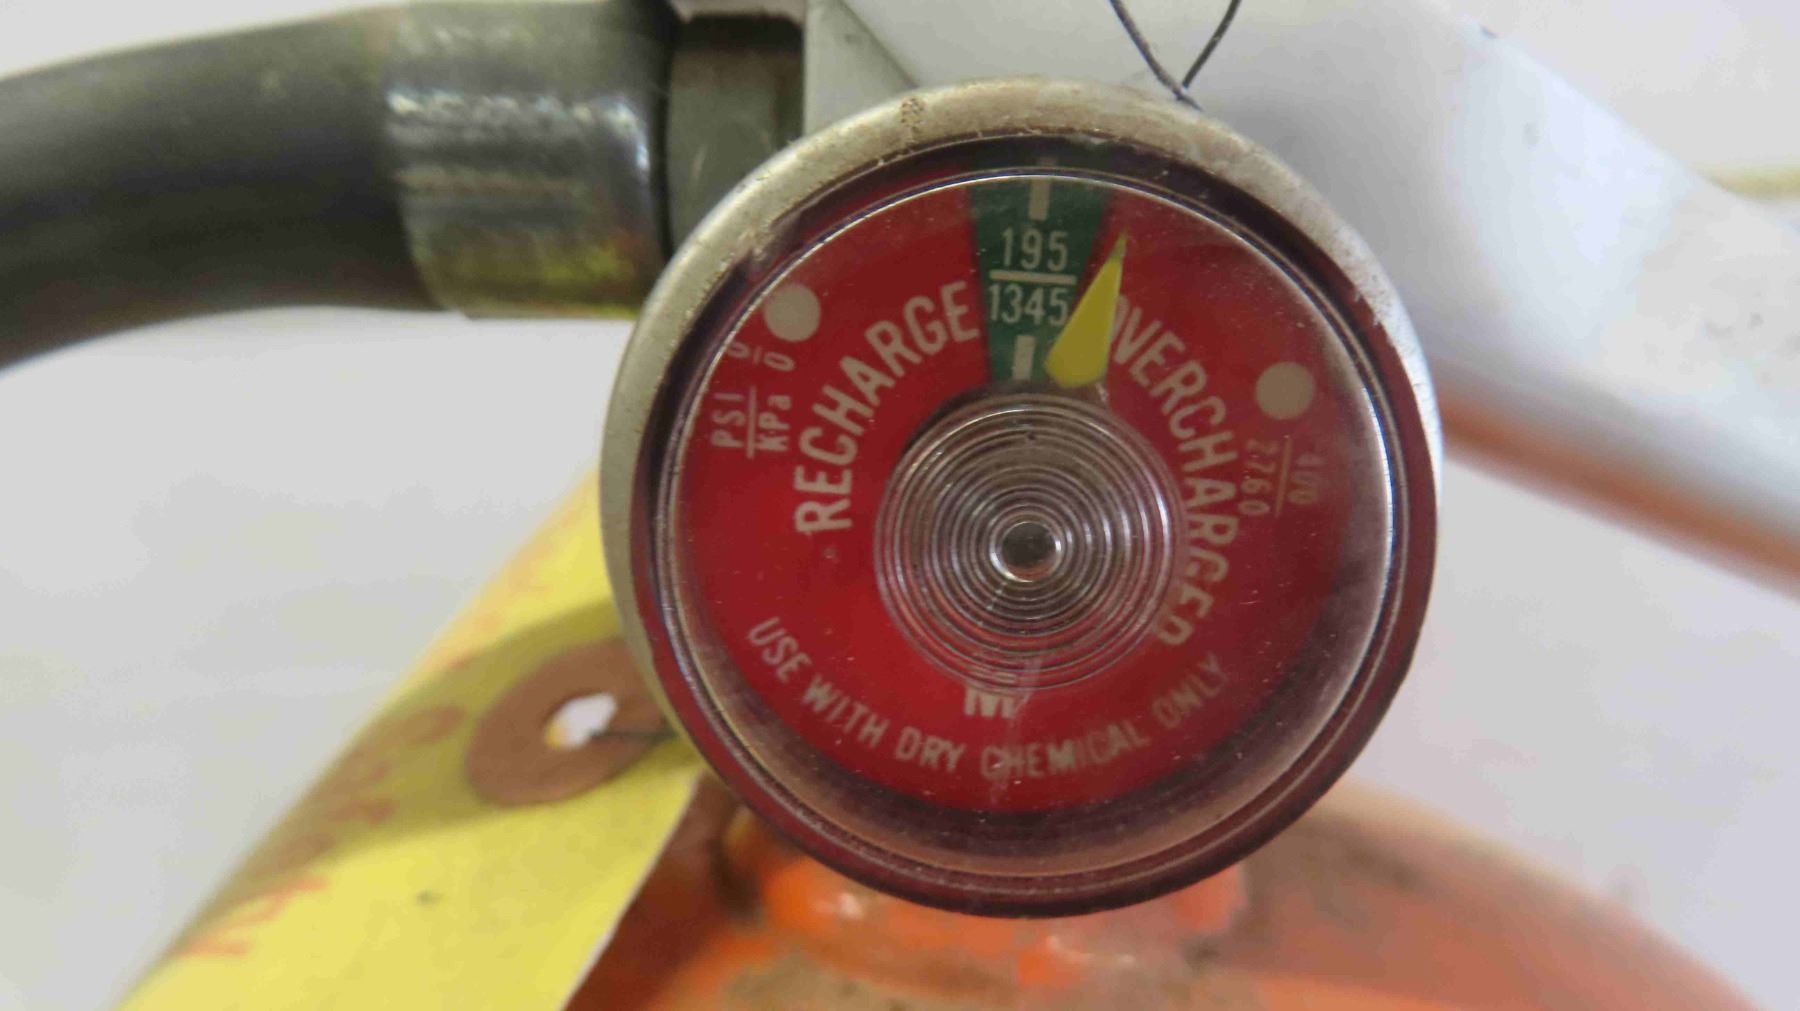 195
1345
RECHARGE
OVERCHARGED
0
0
PSI
kPa
400
2760
M
USE WITH DRY CHEMICAL ONLY